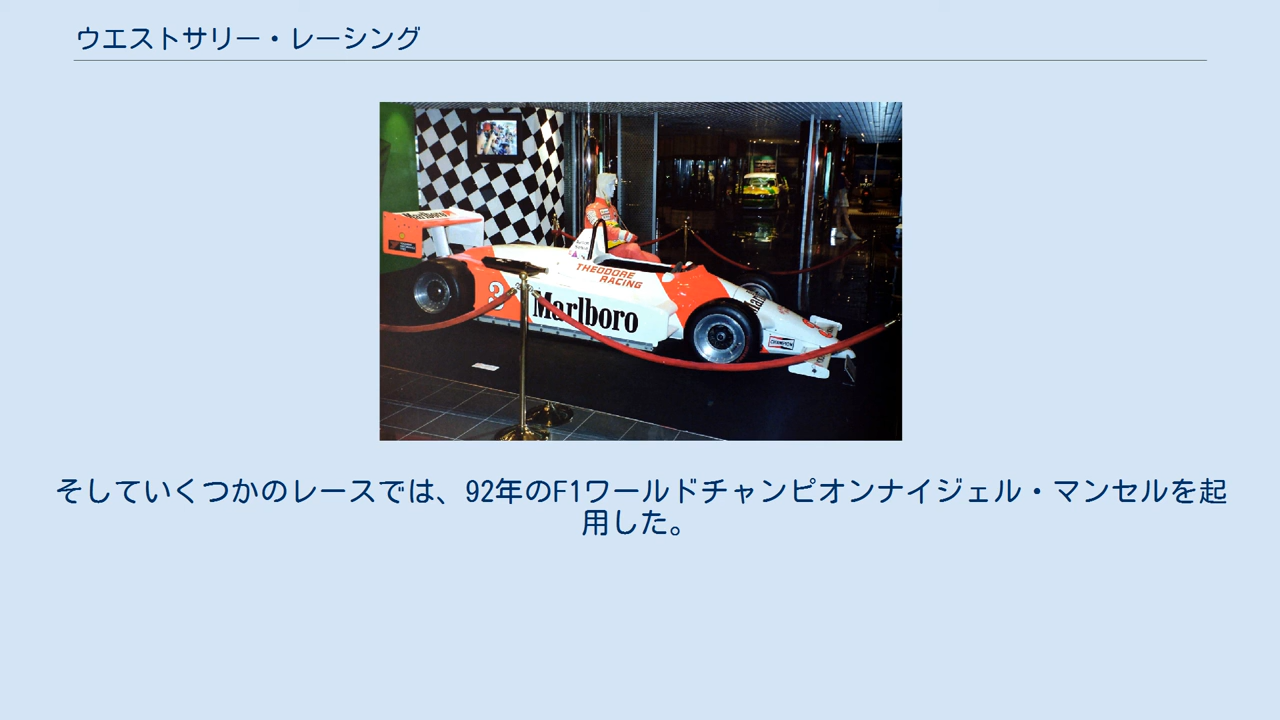 ウエストサリー・レーシング
Marlboro
THEODORE
RACING
3
Marlboro
CHAMPION
そしていくつかのレースでは、92年のF1ワールドチャンピオンナイジェル・マンセルを起
用した。